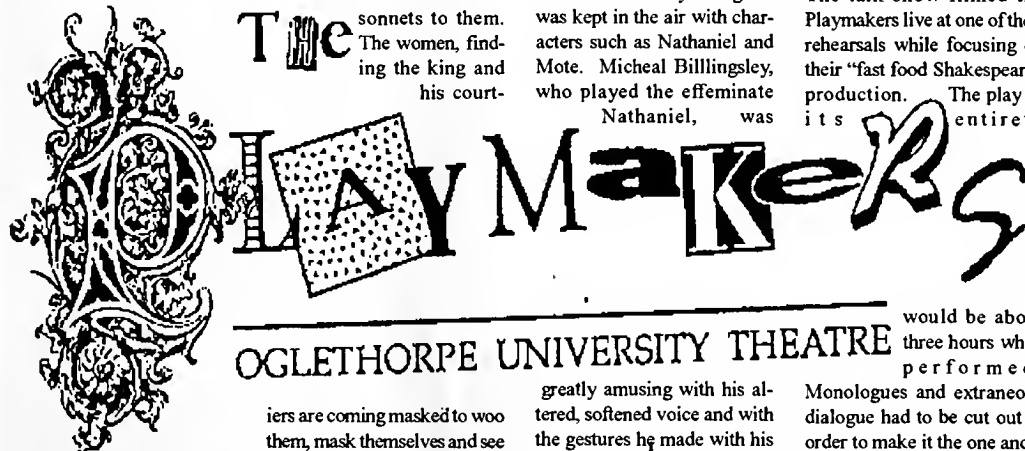 The
PLAYMaKeRS
OGLETHORPE UNIVERSITY THEATRE
sonnets to them.
The women, find-
ing the king and
his court-
iers are coming masked to woo
them, mask themselves and see
was kept in the air with char-
acters such as Nathaniel and
Mote. Micheal Billlingsley,
who played the effeminate
Nathaniel, was
greatly amusing with his al-
tered, softened voice and with
the gestures he made with his
Playmakers live at one of the
rehearsals while focusing
their "fast food Shakespear
production. The play
its entiret
would be abo
three hours wh
performe
Monologues and extraneo
dialogue had to be cut out
order to make it the one and